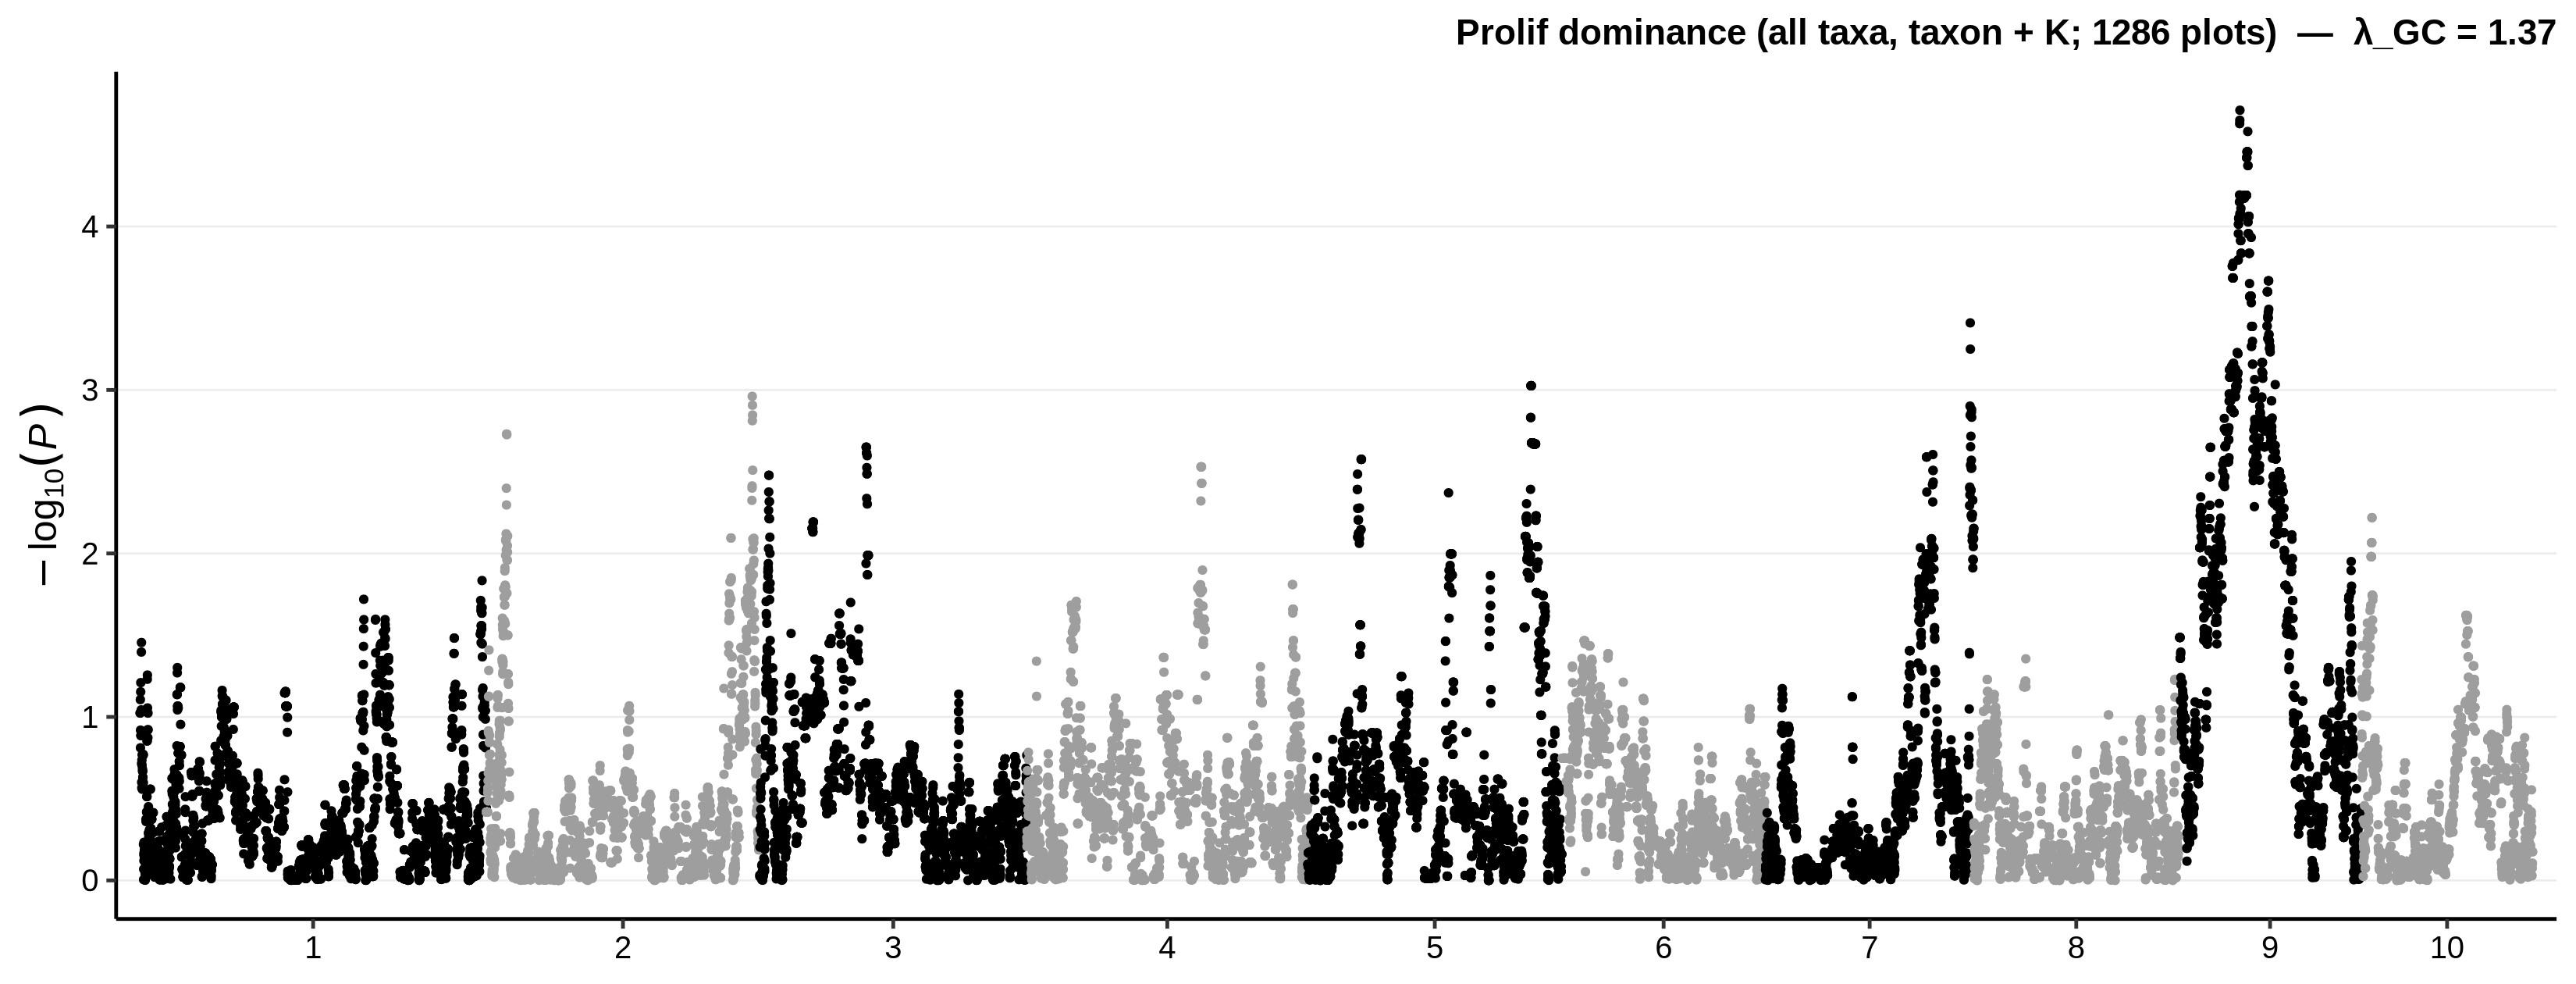 Prolif dominance (all taxa, taxon + K; 1286 plots) — λ_GC = 1.37
− log₁₀(P)
4
3
2
1
0
1 2 3 4 5 6 7 8 9 10